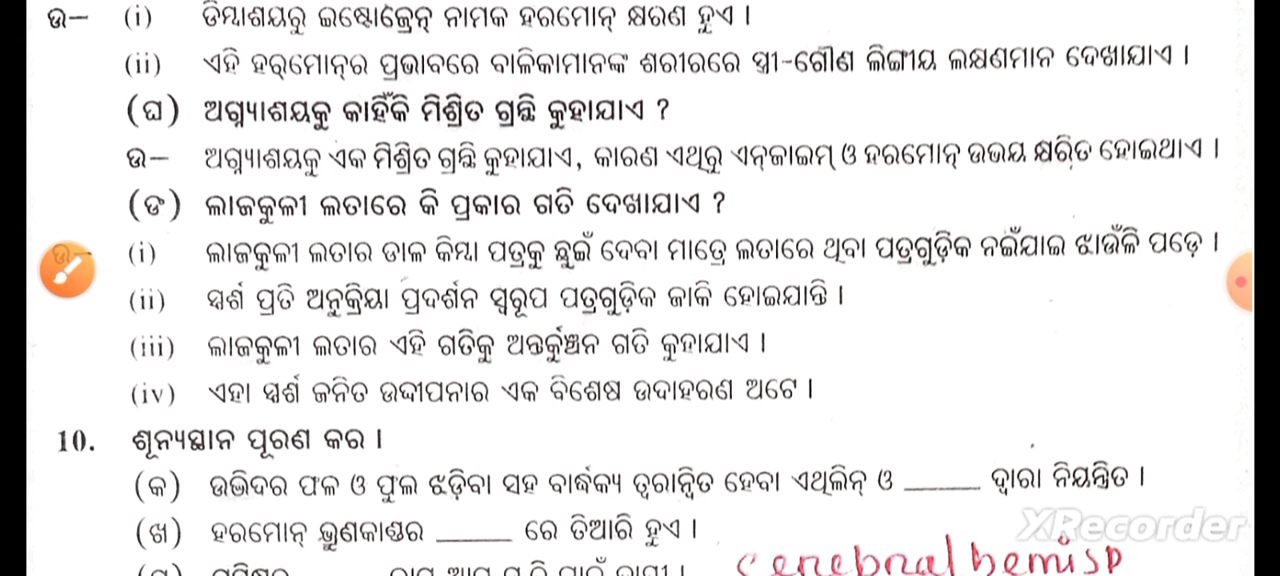 ଉ— (i) ଡିମ୍ବାଶୟରୁ ଇଷ୍ଟ୍ରୋଜେନ୍ ନାମକ ହରମୋନ୍ କ୍ଷରଣ ହୁଏ ।
(ii) ଏହି ହର୍‌ମୋନ୍‌ର ପ୍ରଭାବରେ ବାଳିକାମାନଙ୍କ ଶରୀରରେ ସ୍ତ୍ରୀ-ଗୌଣ ଲିଙ୍ଗୀୟ ଲକ୍ଷଣମାନ ଦେଖାଯାଏ ।
(ଘ) ଅଗ୍ନ୍ୟାଶୟକୁ କାହିଁକି ମିଶ୍ରିତ ଗ୍ରନ୍ଥି କୁହାଯାଏ ?
ଉ— ଅଗ୍ନ୍ୟାଶୟକୁ ଏକ ମିଶ୍ରିତ ଗ୍ରନ୍ଥି କୁହାଯାଏ, କାରଣ ଏଥିରୁ ଏନ୍‌ଜାଇମ୍ ଓ ହରମୋନ୍ ଉଭୟ କ୍ଷରିତ ହୋଇଥାଏ ।
(ଙ) ଲାଜକୁଳୀ ଲତାରେ କି ପ୍ରକାର ଗତି ଦେଖାଯାଏ ?
ଉ— (i) ଲାଜକୁଳୀ ଲତାର ଡାଳ କିମ୍ବା ପତ୍ରକୁ ଛୁଇଁ ଦେବା ମାତ୍ରେ ଲତାରେ ଥିବା ପତ୍ରଗୁଡ଼ିକ ନଇଁଯାଇ ଝାଉଁଳି ପଡ଼େ ।
(ii) ସ୍ପର୍ଶ ପ୍ରତି ଅନୁକ୍ରିୟା ପ୍ରଦର୍ଶନ ସ୍ୱରୂପ ପତ୍ରଗୁଡ଼ିକ ଜାକି ହୋଇଯାନ୍ତି ।
(iii) ଲାଜକୁଳୀ ଲତାର ଏହି ଗତିକୁ ଅନ୍ତର୍କୁଞ୍ଚନ ଗତି କୁହାଯାଏ ।
(iv) ଏହା ସ୍ପର୍ଶ ଜନିତ ଉଦ୍ଦୀପନାର ଏକ ବିଶେଷ ଉଦାହରଣ ଅଟେ ।
10. ଶୂନ୍ୟସ୍ଥାନ ପୂରଣ କର ।
(କ) ଉଦ୍ଭିଦର ଫଳ ଓ ଫୁଲ ଝଡ଼ିବା ସହ ବାର୍ଦ୍ଧକ୍ୟ ତ୍ୱରାନ୍ୱିତ ହେବା ଏଥିଲିନ୍ ଓ ______ ଦ୍ୱାରା ନିୟନ୍ତ୍ରିତ ।
(ଖ) ହରମୋନ୍ ଭ୍ରୁଣକାଣ୍ଡର ______ ରେ ତିଆରି ହୁଏ ।
XRecorder
cerebral hemisp